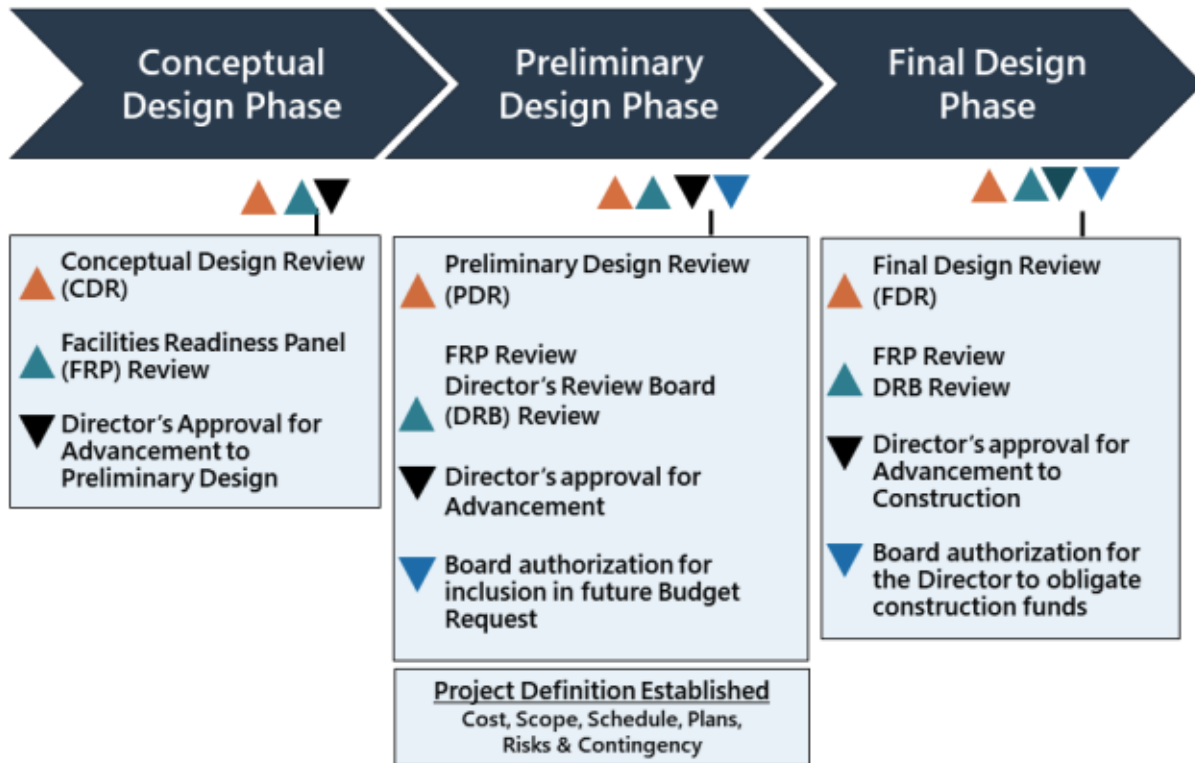 Conceptual
Design Phase
Preliminary
Design Phase
Final Design
Phase
Conceptual Design Review
(CDR)
Facilities Readiness Panel
(FRP) Review
Director's Approval for
Advancement to
Preliminary Design
Preliminary Design Review
(PDR)
FRP Review
Director's Review Board
(DRB) Review
Director's approval for
Advancement
Board authorization for
inclusion in future Budget
Request
Project Definition Established
Cost, Scope, Schedule, Plans,
Risks & Contingency
Final Design Review
(FDR)
FRP Review
DRB Review
Director's approval for
Advancement to
Construction
Board authorization for
the Director to obligate
construction funds